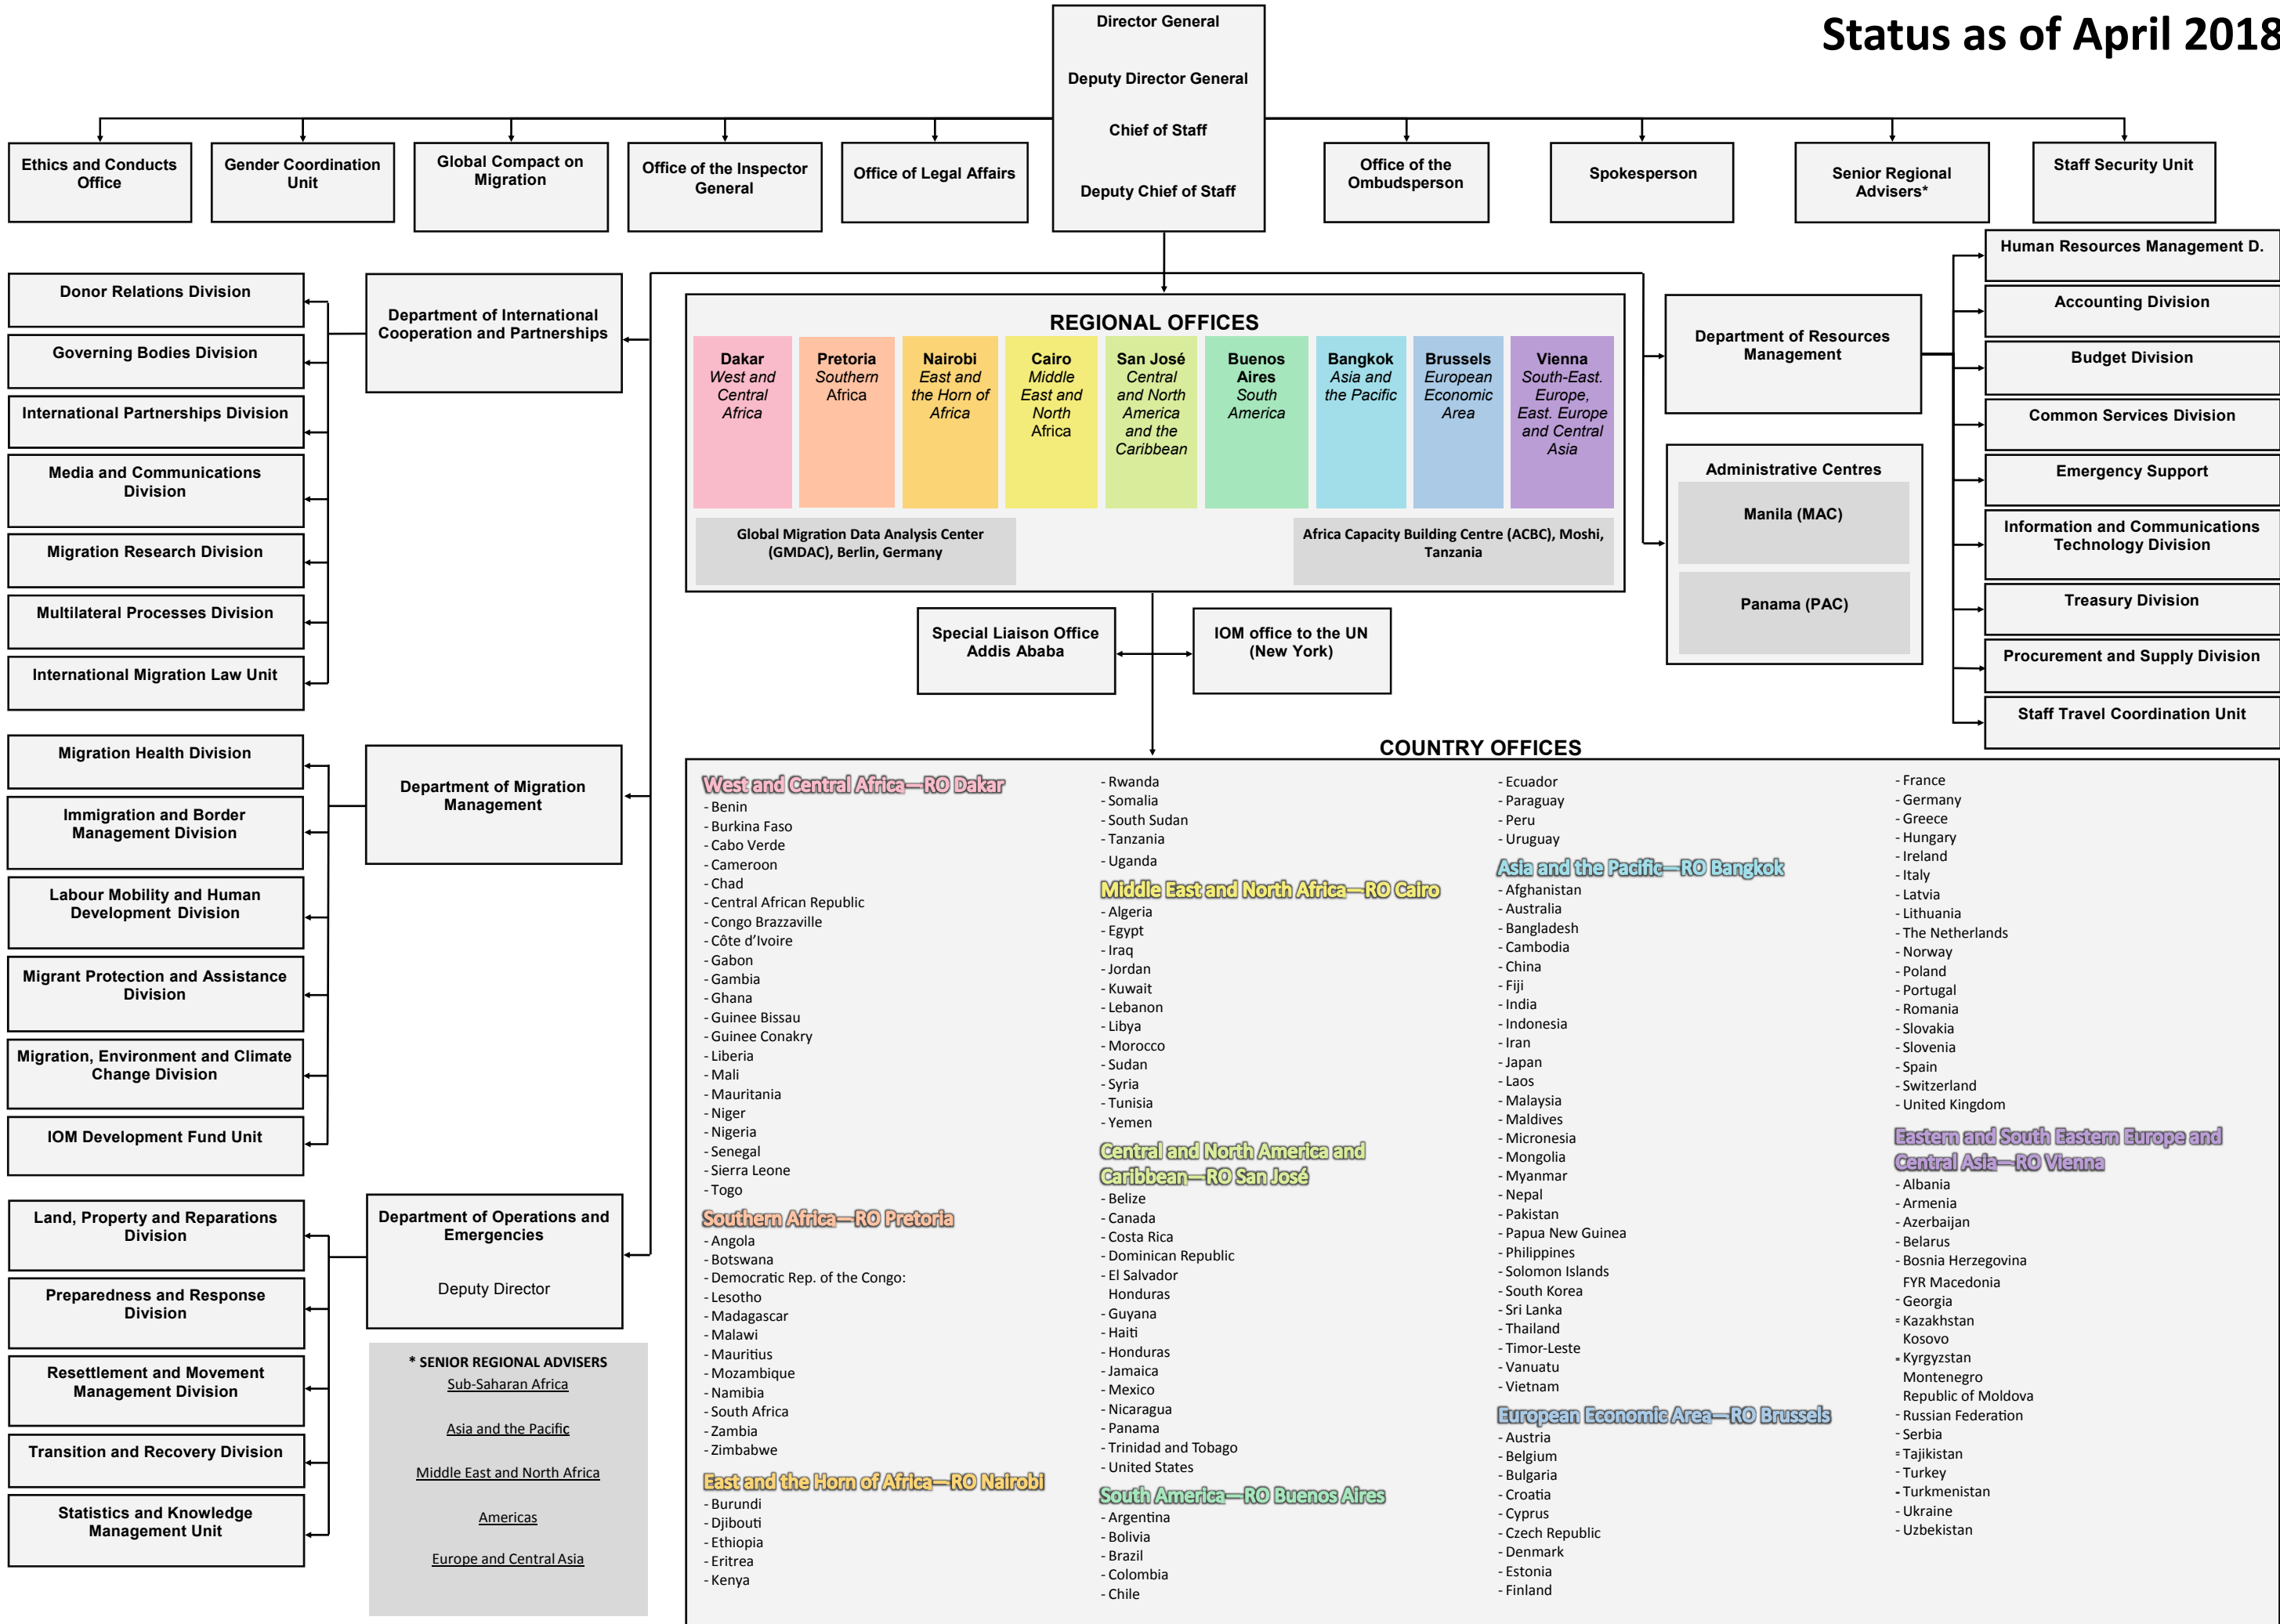 Status as of April 2018
Director General
Deputy Director General
Chief of Staff
Deputy Chief of Staff
Ethics and Conducts
Office
Gender Coordination
Unit
Global Compact on
Migration
Office of the Inspector
General
Office of Legal Affairs
Office of the
Ombudsperson
Spokesperson
Senior Regional
Advisers*
Staff Security Unit
Donor Relations Division
Governing Bodies Division
International Partnerships Division
Media and Communications
Division
Migration Research Division
Multilateral Processes Division
International Migration Law Unit
Department of International
Cooperation and Partnerships
REGIONAL OFFICES
Dakar
West and
Central
Africa
Pretoria
Southern
Africa
Nairobi
East and
the Horn of
Africa
Cairo
Middle
East and
North
Africa
San José
Central
and North
America
and the
Caribbean
Buenos
Aires
South
America
Bangkok
Asia and
the Pacific
Brussels
European
Economic
Area
Vienna
South-East.
Europe,
East. Europe
and Central
Asia
Global Migration Data Analysis Center
(GMDAC), Berlin, Germany
Africa Capacity Building Centre (ACBC), Moshi,
Tanzania
Special Liaison Office
Addis Ababa
IOM office to the UN
(New York)
Department of Resources
Management
Administrative Centres
Manila (MAC)
Panama (PAC)
Human Resources Management D.
Accounting Division
Budget Division
Common Services Division
Emergency Support
Information and Communications
Technology Division
Treasury Division
Procurement and Supply Division
Staff Travel Coordination Unit
Migration Health Division
Immigration and Border
Management Division
Labour Mobility and Human
Development Division
Migrant Protection and Assistance
Division
Migration, Environment and Climate
Change Division
IOM Development Fund Unit
Department of Migration
Management
Land, Property and Reparations
Division
Preparedness and Response
Division
Resettlement and Movement
Management Division
Transition and Recovery Division
Statistics and Knowledge
Management Unit
Department of Operations and
Emergencies
Deputy Director
* SENIOR REGIONAL ADVISERS
Sub-Saharan Africa
Asia and the Pacific
Middle East and North Africa
Americas
Europe and Central Asia
COUNTRY OFFICES
West and Central Africa—RO Dakar
- Benin
- Burkina Faso
- Cabo Verde
- Cameroon
- Chad
- Central African Republic
- Congo Brazzaville
- Côte d’Ivoire
- Gabon
- Gambia
- Ghana
- Guinee Bissau
- Guinee Conakry
- Liberia
- Mali
- Mauritania
- Niger
- Nigeria
- Senegal
- Sierra Leone
- Togo
Southern Africa—RO Pretoria
- Angola
- Botswana
- Democratic Rep. of the Congo:
- Lesotho
- Madagascar
- Malawi
- Mauritius
- Mozambique
- Namibia
- South Africa
- Zambia
- Zimbabwe
East and the Horn of Africa—RO Nairobi
- Burundi
- Djibouti
- Ethiopia
- Eritrea
- Kenya
- Rwanda
- Somalia
- South Sudan
- Tanzania
- Uganda
Middle East and North Africa—RO Cairo
- Algeria
- Egypt
- Iraq
- Jordan
- Kuwait
- Lebanon
- Libya
- Morocco
- Sudan
- Syria
- Tunisia
- Yemen
Central and North America and
Caribbean—RO San José
- Belize
- Canada
- Costa Rica
- Dominican Republic
- El Salvador
Honduras
- Guyana
- Haiti
- Honduras
- Jamaica
- Mexico
- Nicaragua
- Panama
- Trinidad and Tobago
- United States
South America—RO Buenos Aires
- Argentina
- Bolivia
- Brazil
- Colombia
- Chile
- Ecuador
- Paraguay
- Peru
- Uruguay
Asia and the Pacific—RO Bangkok
- Afghanistan
- Australia
- Bangladesh
- Cambodia
- China
- Fiji
- India
- Indonesia
- Iran
- Japan
- Laos
- Malaysia
- Maldives
- Micronesia
- Mongolia
- Myanmar
- Nepal
- Pakistan
- Papua New Guinea
- Philippines
- Solomon Islands
- South Korea
- Sri Lanka
- Thailand
- Timor-Leste
- Vanuatu
- Vietnam
European Economic Area—RO Brussels
- Austria
- Belgium
- Bulgaria
- Croatia
- Cyprus
- Czech Republic
- Denmark
- Estonia
- Finland
- France
- Germany
- Greece
- Hungary
- Ireland
- Italy
- Latvia
- Lithuania
- The Netherlands
- Norway
- Poland
- Portugal
- Romania
- Slovakia
- Slovenia
- Spain
- Switzerland
- United Kingdom
Eastern and South Eastern Europe and
Central Asia—RO Vienna
- Albania
- Armenia
- Azerbaijan
- Belarus
- Bosnia Herzegovina
FYR Macedonia
- Georgia
- Kazakhstan
Kosovo
- Kyrgyzstan
Montenegro
Republic of Moldova
- Russian Federation
- Serbia
- Tajikistan
- Turkey
- Turkmenistan
- Ukraine
- Uzbekistan